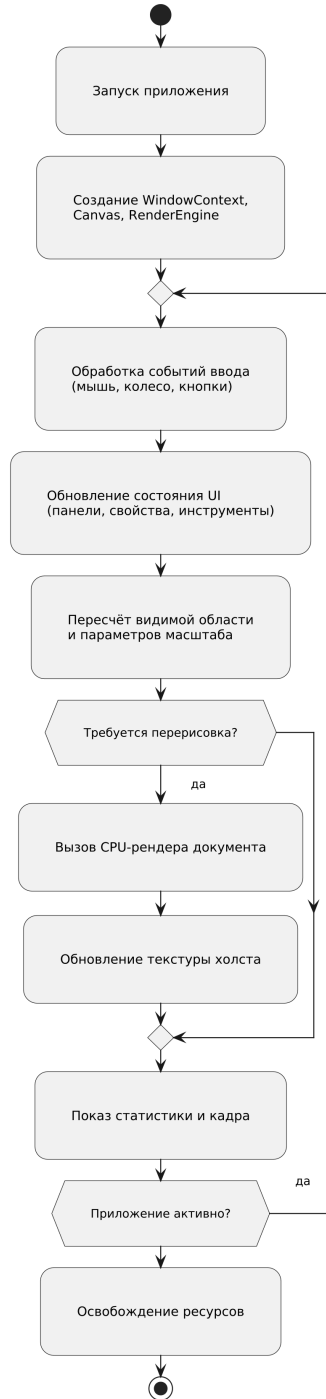 Запуск приложения
Создание WindowContext,
Canvas, RenderEngine
Обработка событий ввода
(мышь, колесо, кнопки)
Обновление состояния UI
(панели, свойства, инструменты)
Пересчёт видимой области
и параметров масштаба
Требуется перерисовка?
да
Вызов CPU-рендера документа
Обновление текстуры холста
Показ статистики и кадра
да
Приложение активно?
Освобождение ресурсов